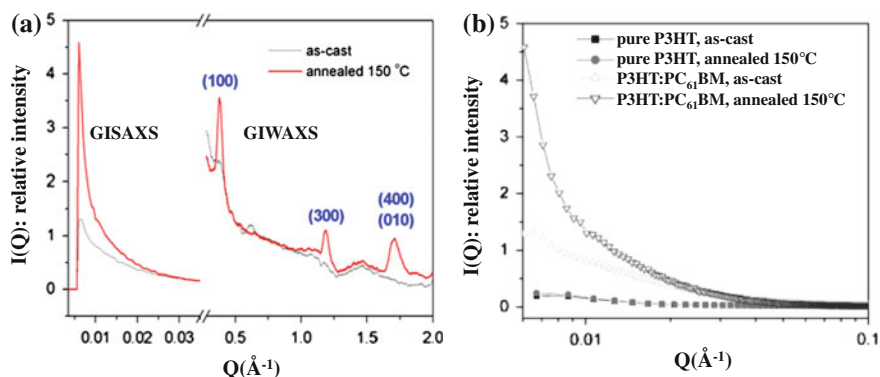 (a)
I(Q): relative intensity
5
4
3
2
1
0
as-cast
annealed 150 °C
(100)
GISAXS
GIWAXS
(300)
(400)
(010)
0.01 0.02 0.03 0.5 1.0 1.5 2.0
Q(Å-1)
(b)
I(Q): relative intensity
5
4
3
2
1
0
pure P3HT, as-cast
pure P3HT, annealed 150°C
P3HT:PC61BM, as-cast
P3HT:PC61BM, annealed 150°C
0.01 0.1
Q(Å-1)